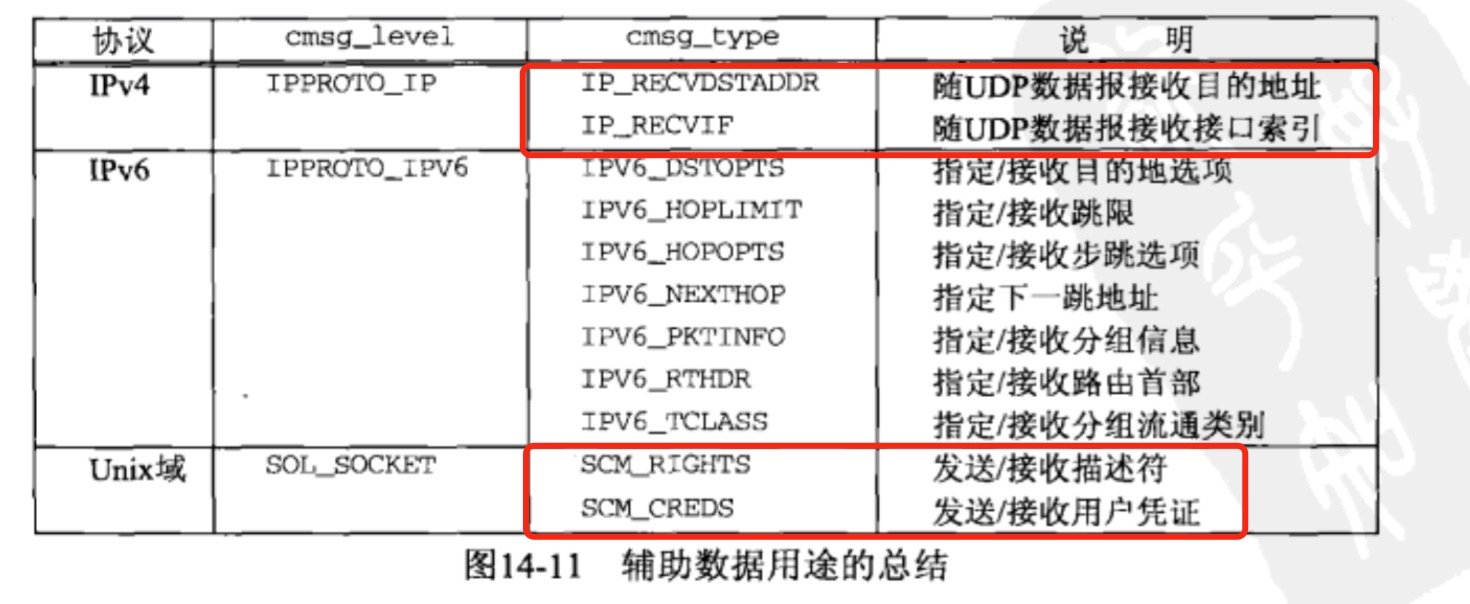 协议 cmsg_level cmsg_type 说 明
IPv4 IPPROTO_IP IP_RECVDSTADDR 随UDP数据报接收目的地址
IP_RECVIF 随UDP数据报接收接口索引
IPv6 IPPROTO_IPV6 IPV6_DSTOPTS 指定/接收目的地选项
IPV6_HOPLIMIT 指定/接收跳限
IPV6_HOPOPTS 指定/接收步跳选项
IPV6_NEXTHOP 指定下一跳地址
IPV6_PKTINFO 指定/接收分组信息
IPV6_RTHDR 指定/接收路由首部
IPV6_TCLASS 指定/接收分组流通类别
Unix域 SOL_SOCKET SCM_RIGHTS 发送/接收描述符
SCM_CREDS 发送/接收用户凭证
图14-11 辅助数据用途的总结